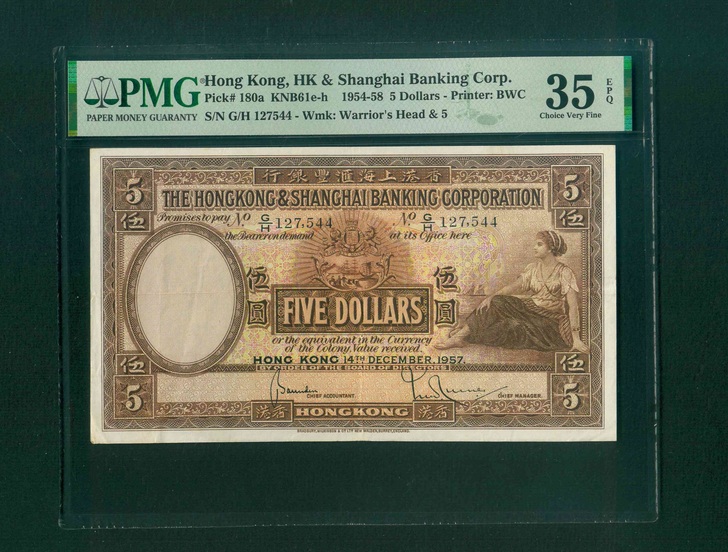 PMG
PAPER MONEY GUARANTY
Hong Kong, HK & Shanghai Banking Corp.
Pick# 180a KNB61e-h 1954-58 5 Dollars - Printer: BWC
S/N G/H 127544 - Wmk: Warrior's Head & 5
35 EPQ
Choice Very Fine
行銀豐滙海上港香
5 5
THE HONGKONG & SHANGHAI BANKING CORPORATION
伍 伍
Promises to pay No G/H 127,544 No G/H 127,544
the Bearer on demand at its Office here
伍 伍
圓 圓
FIVE DOLLARS
or the equivalent in the Currency
of the Colony, Value received.
HONG KONG 14TH DECEMBER, 1957.
BY ORDER OF THE BOARD OF DIRECTORS
伍 伍
CHIEF ACCOUNTANT. CHIEF MANAGER.
5 5
港香 HONGKONG 港香